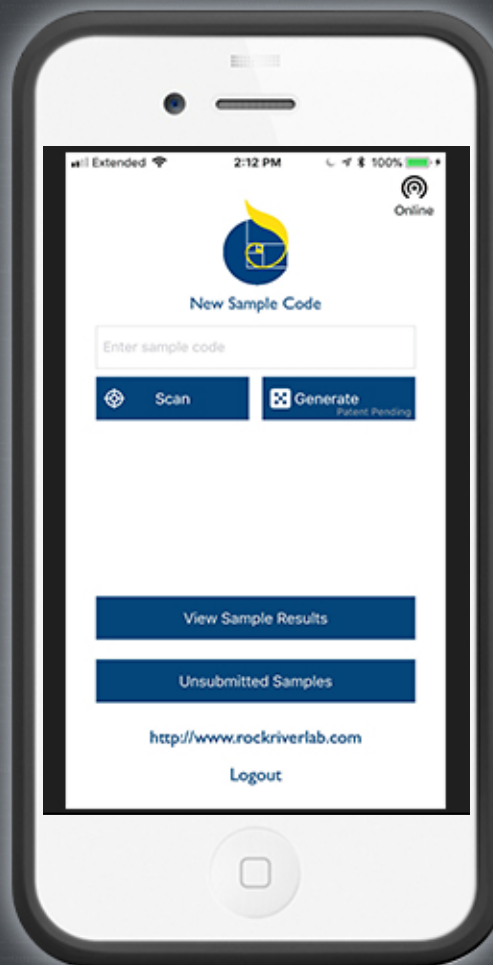 Extended 2:12 PM 100%
Online
New Sample Code
Enter sample code
Scan Generate
Patent Pending
View Sample Results
Unsubmitted Samples
http://www.rockriverlab.com
Logout